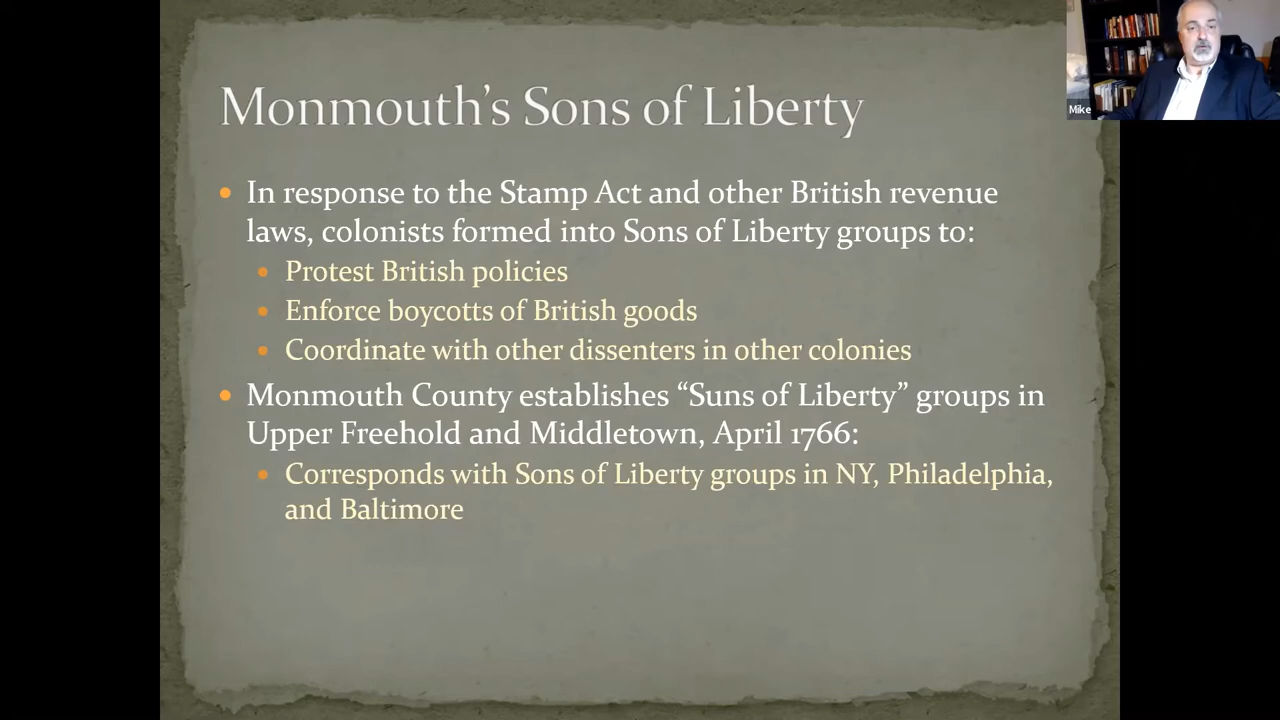 Monmouth's Sons of Liberty
• In response to the Stamp Act and other British revenue
laws, colonists formed into Sons of Liberty groups to:
• Protest British policies
• Enforce boycotts of British goods
• Coordinate with other dissenters in other colonies
• Monmouth County establishes “Suns of Liberty” groups in
Upper Freehold and Middletown, April 1766:
• Corresponds with Sons of Liberty groups in NY, Philadelphia,
and Baltimore
Mike